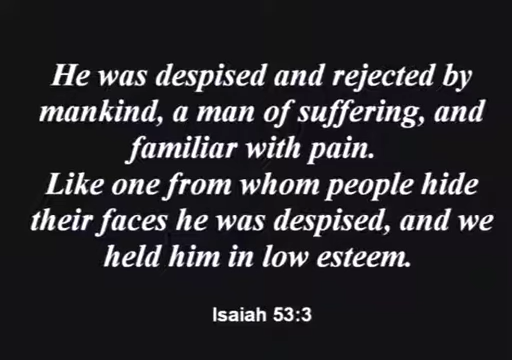 He was despised and rejected by
mankind, a man of suffering, and
familiar with pain.
Like one from whom people hide
their faces he was despised, and we
held him in low esteem.
Isaiah 53:3